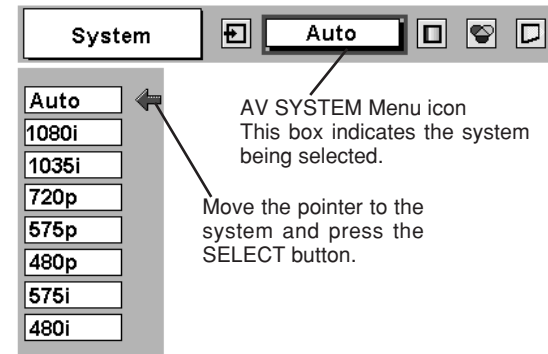 System
Auto
AV SYSTEM Menu icon
This box indicates the system
being selected.
Auto
1080i
1035i
720p
575p
480p
575i
480i
Move the pointer to the
system and press the
SELECT button.